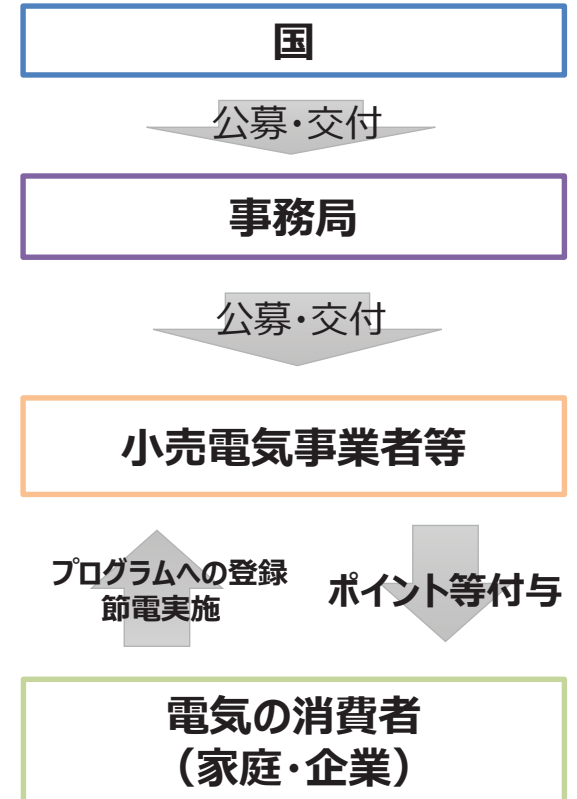 国
公募・交付
事務局
公募・交付
小売電気事業者等
プログラムへの登録
節電実施
ポイント等付与
電気の消費者
（家庭・企業）